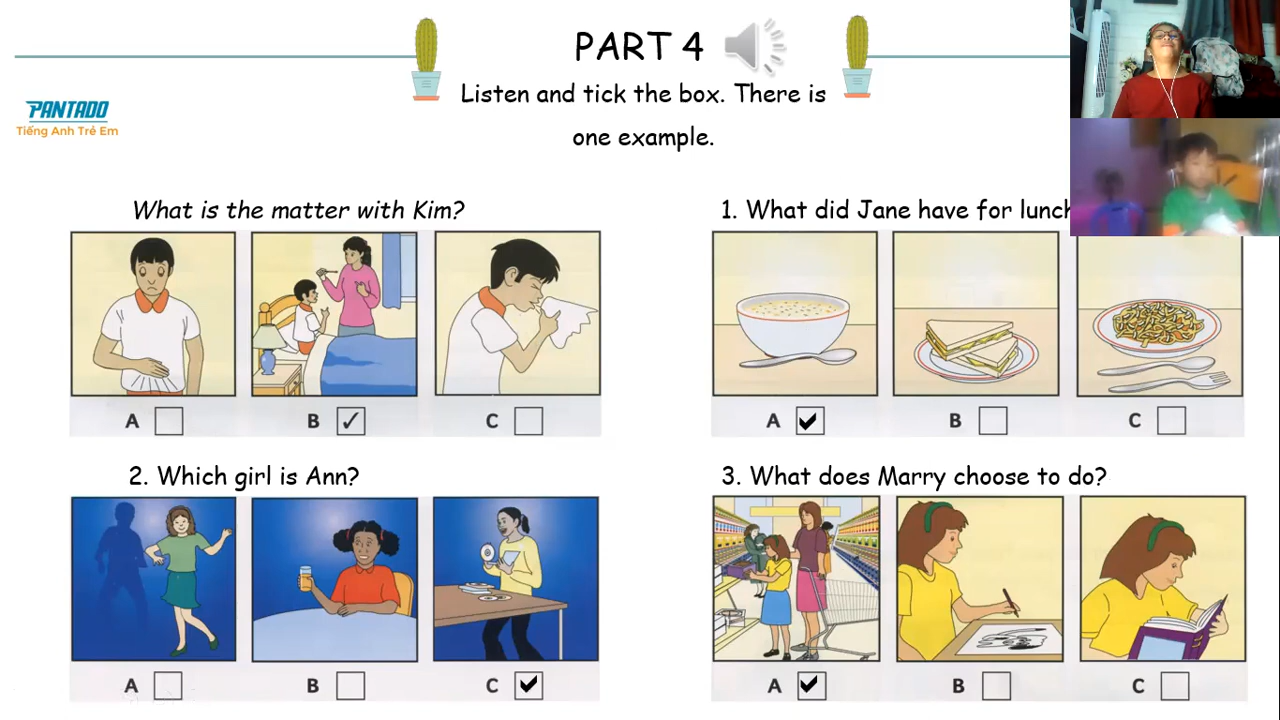 PART 4
Listen and tick the box. There is
one example.
PANTADO
Tiếng Anh Trẻ Em
What is the matter with Kim?
A B ✓ C
1. What did Jane have for lunch
A ✔ B C
2. Which girl is Ann?
A B C ✔
3. What does Marry choose to do?
A ✔ B C